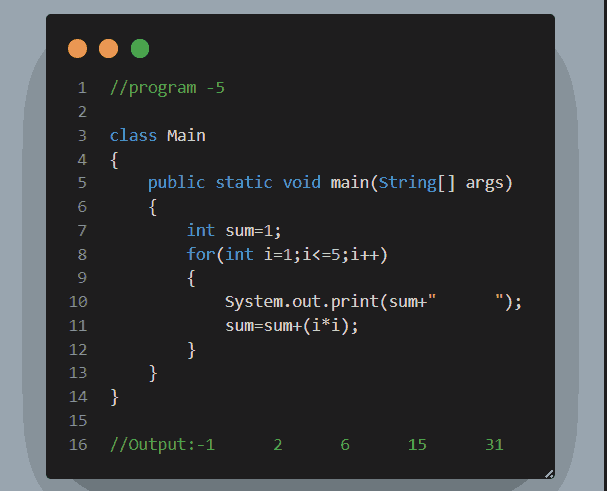 1 //program -5
2
3 class Main
4 {
5     public static void main(String[] args)
6     {
7         int sum=1;
8         for(int i=1;i<=5;i++)
9         {
10             System.out.print(sum+"      ");
11             sum=sum+(i*i);
12         }
13     }
14 }
15
16 //Output:-1      2      6      15      31